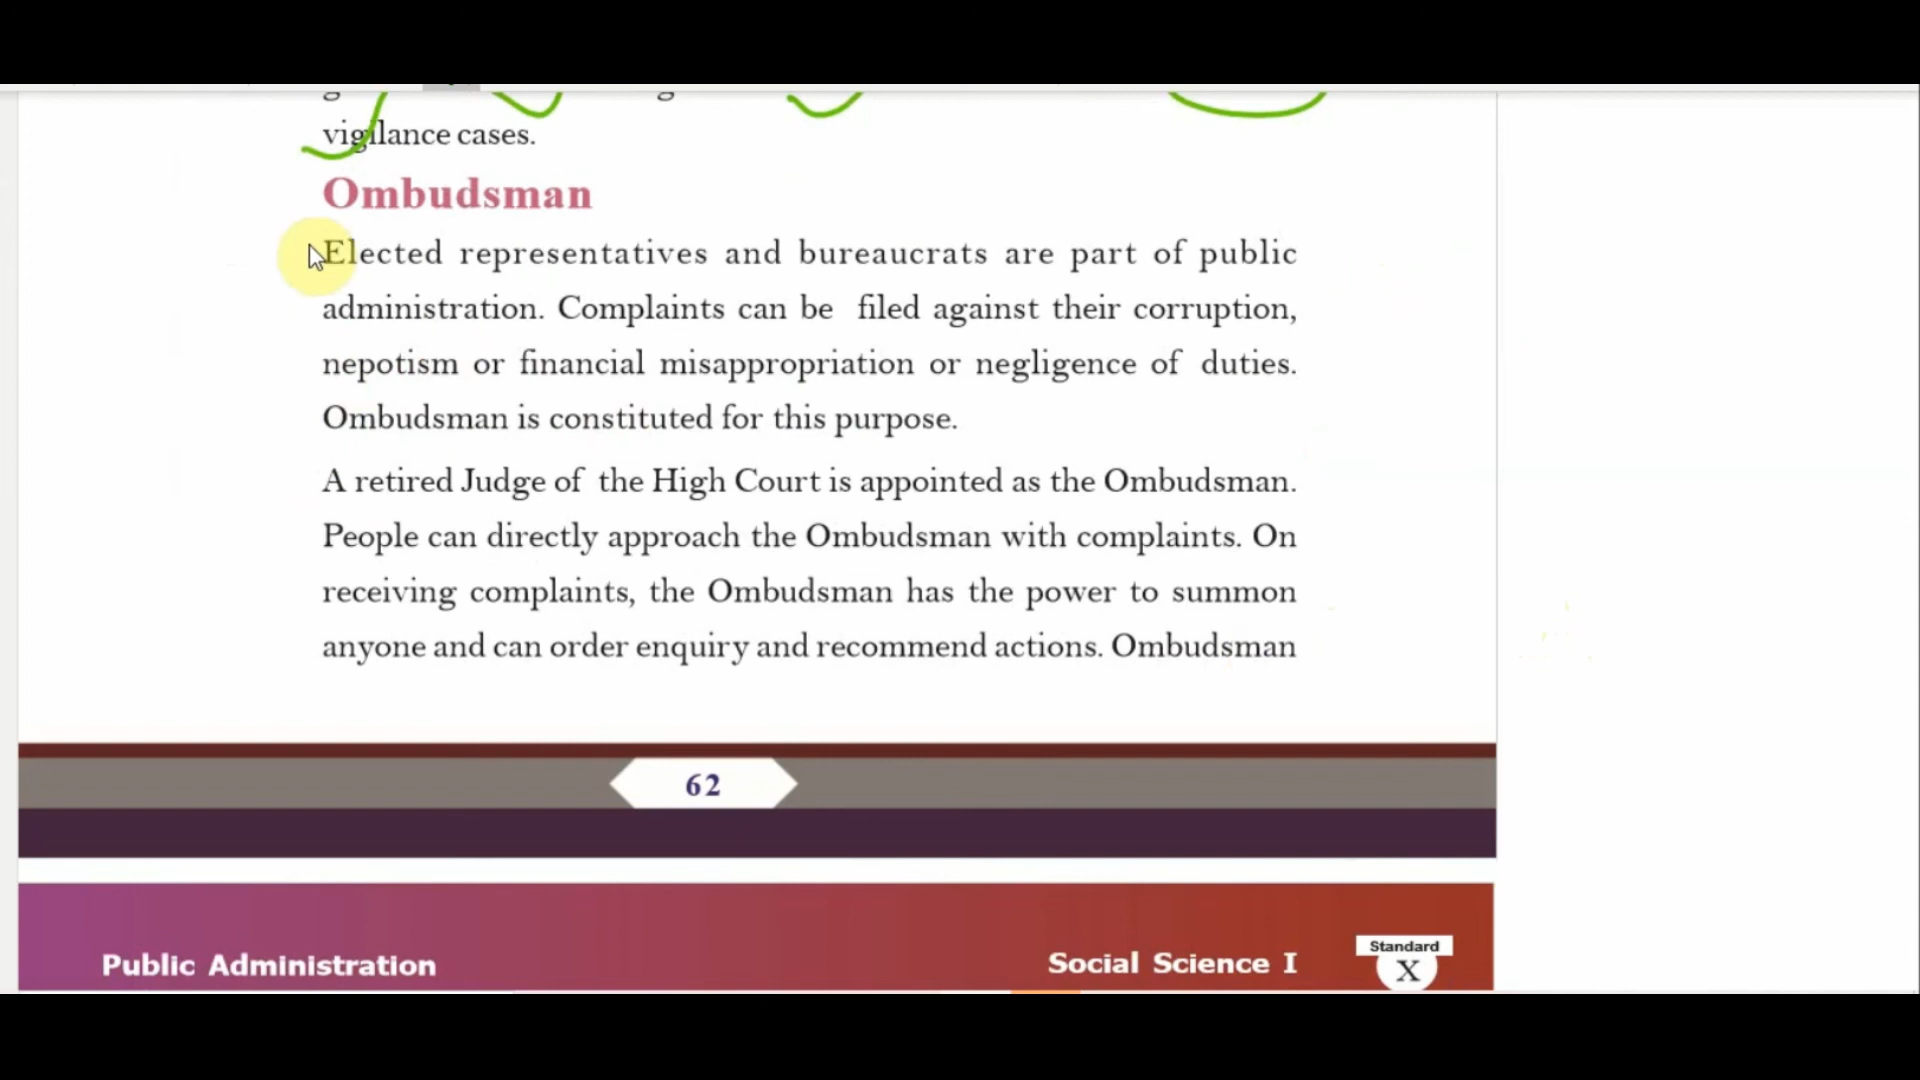 vigilance cases.
Ombudsman
Elected representatives and bureaucrats are part of public
administration. Complaints can be filed against their corruption,
nepotism or financial misappropriation or negligence of duties.
Ombudsman is constituted for this purpose.
A retired Judge of the High Court is appointed as the Ombudsman.
People can directly approach the Ombudsman with complaints. On
receiving complaints, the Ombudsman has the power to summon
anyone and can order enquiry and recommend actions. Ombudsman
62
Public Administration
Social Science I
Standard
X